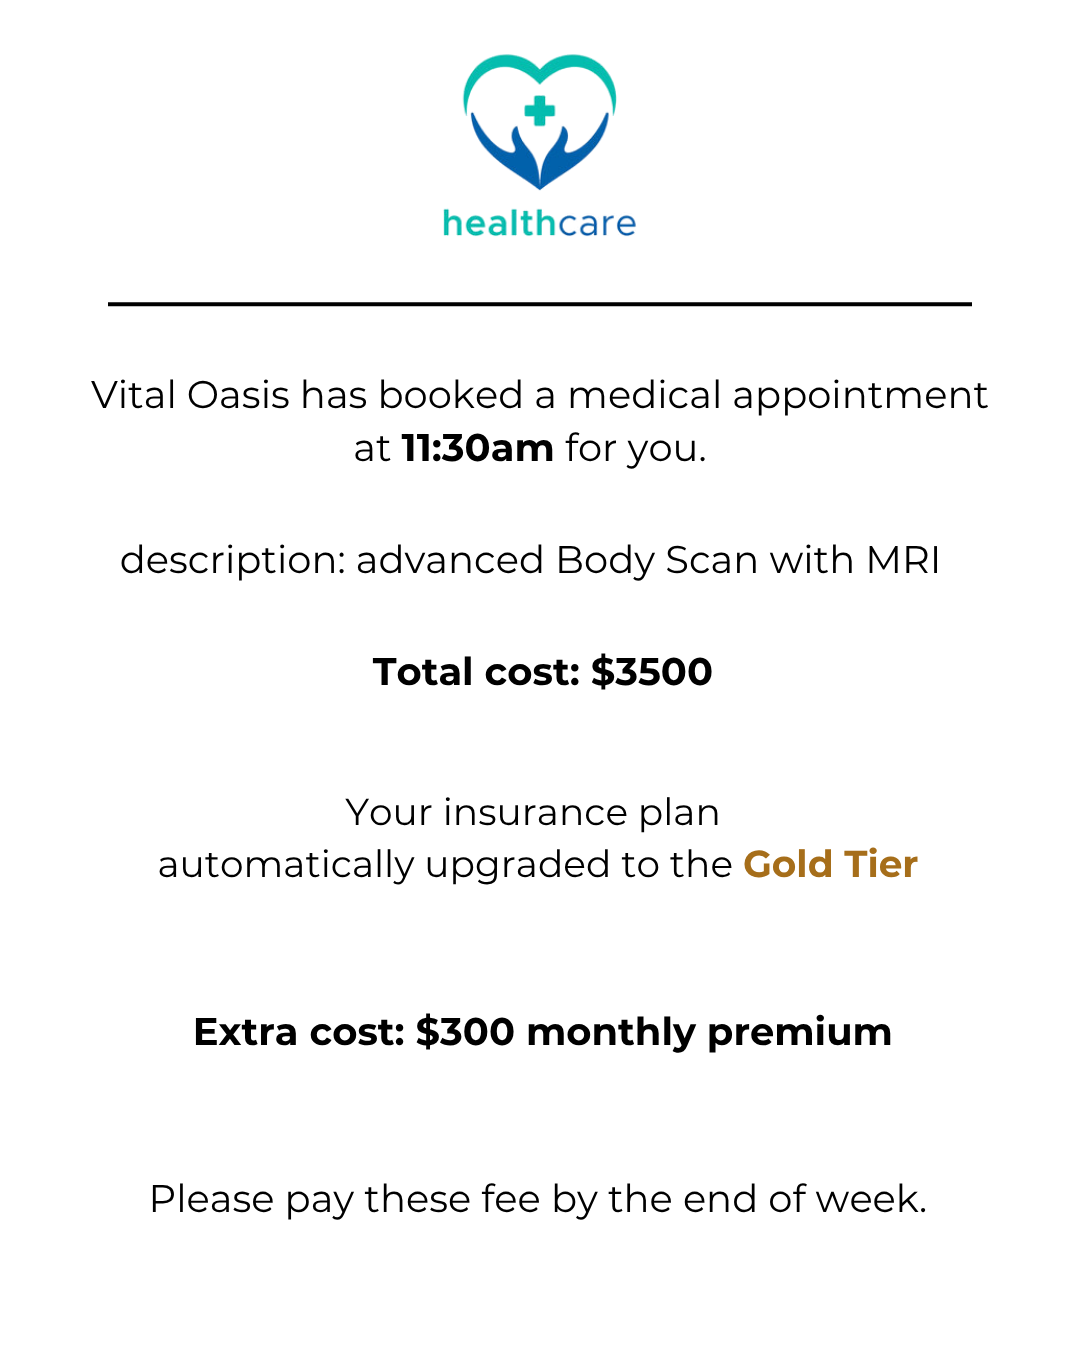 healthcare
Vital Oasis has booked a medical appointment
at 11:30am for you.
description: advanced Body Scan with MRI
Total cost: $3500
Your insurance plan
automatically upgraded to the Gold Tier
Extra cost: $300 monthly premium
Please pay these fee by the end of week.